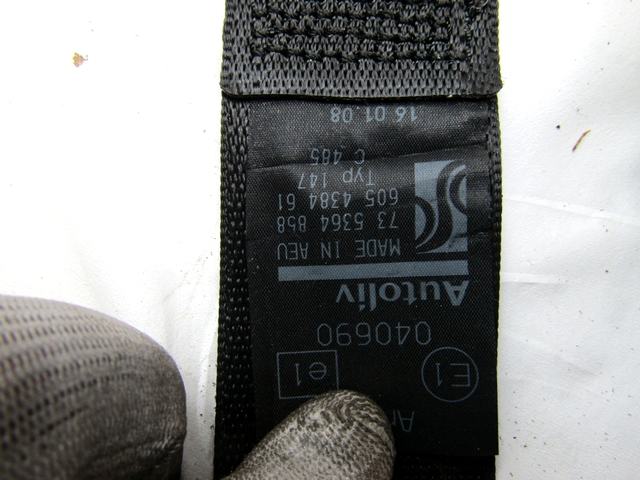 Ar
E1 e1
040690
Autoliv
MADE IN AEU
73 5364 858
605 4384 61
Typ 147
C 485
16 01 08